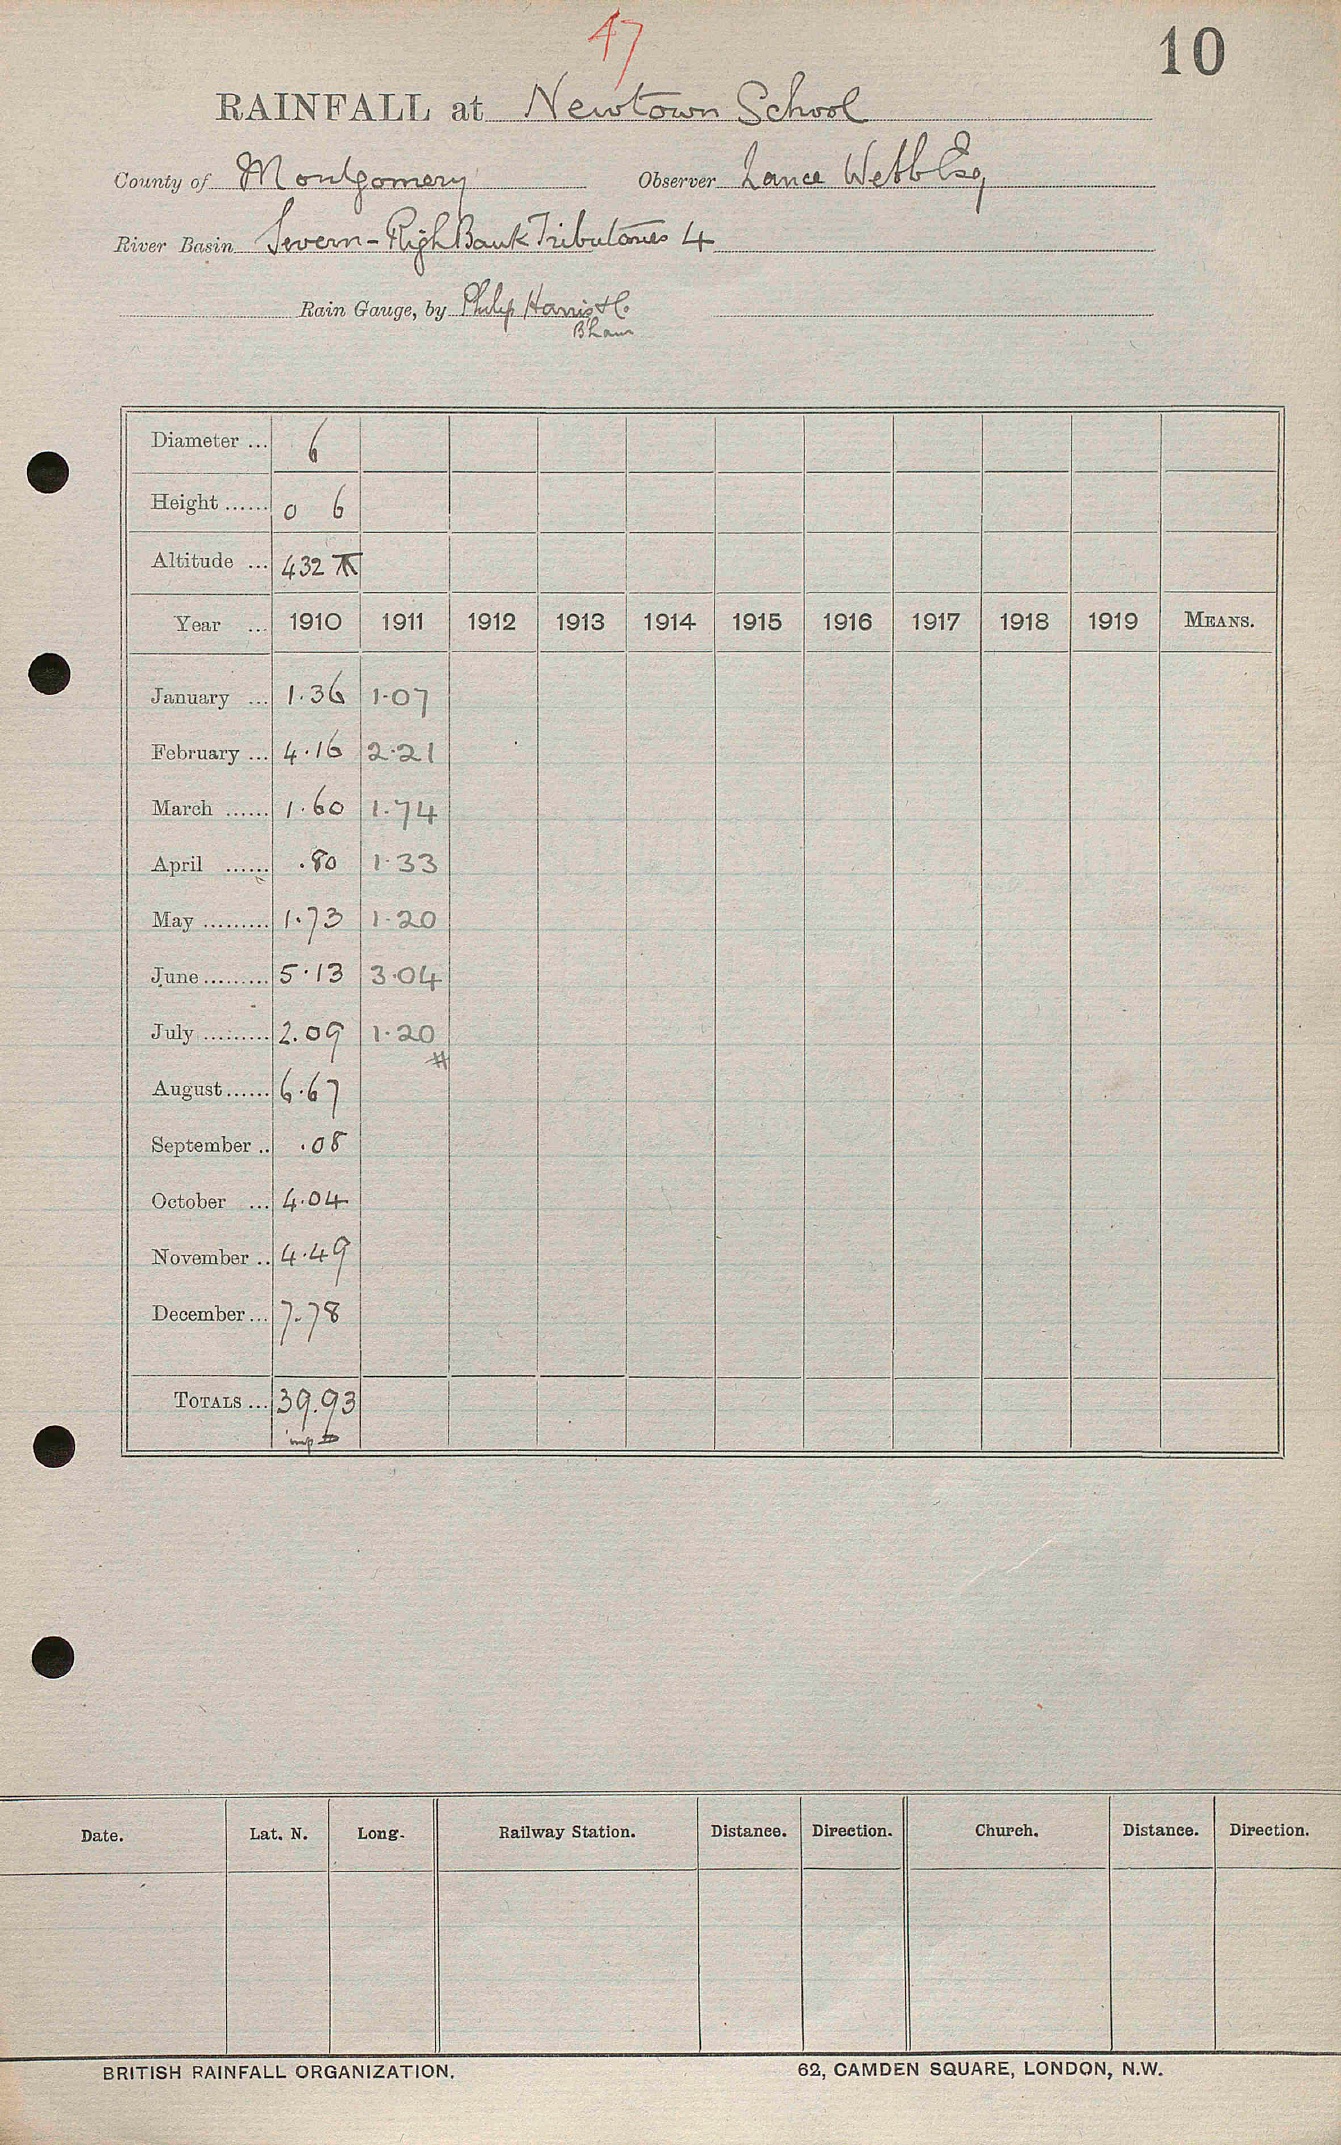 47
10
RAINFALL at Newtown School
County of Montgomery Observer Lance Webb Esq
River Basin Severn - Righ Bank Tributaries 4
Rain Gauge, by Philip Harris & Co.
B'ham
Diameter ... 6
Height ...... 0 6
Altitude ... 432
Year ... 1910 1911 1912 1913 1914 1915 1916 1917 1918 1919 MEANS.
January ... 1.36 1.07
February ... 4.16 2.21
March ...... 1.60 1.74
April ...... .80 1.33
May ......... 1.73 1.20
June ......... 5.13 3.04
July ......... 2.09 1.20
#
August ...... 6.67
September .. .08
October ... 4.04
November .. 4.49
December ... 7.78
TOTALS ... 39.93
Date. Lat. N. Long. Railway Station. Distance. Direction. Church. Distance. Direction.
BRITISH RAINFALL ORGANIZATION. 62, CAMDEN SQUARE, LONDON, N.W.